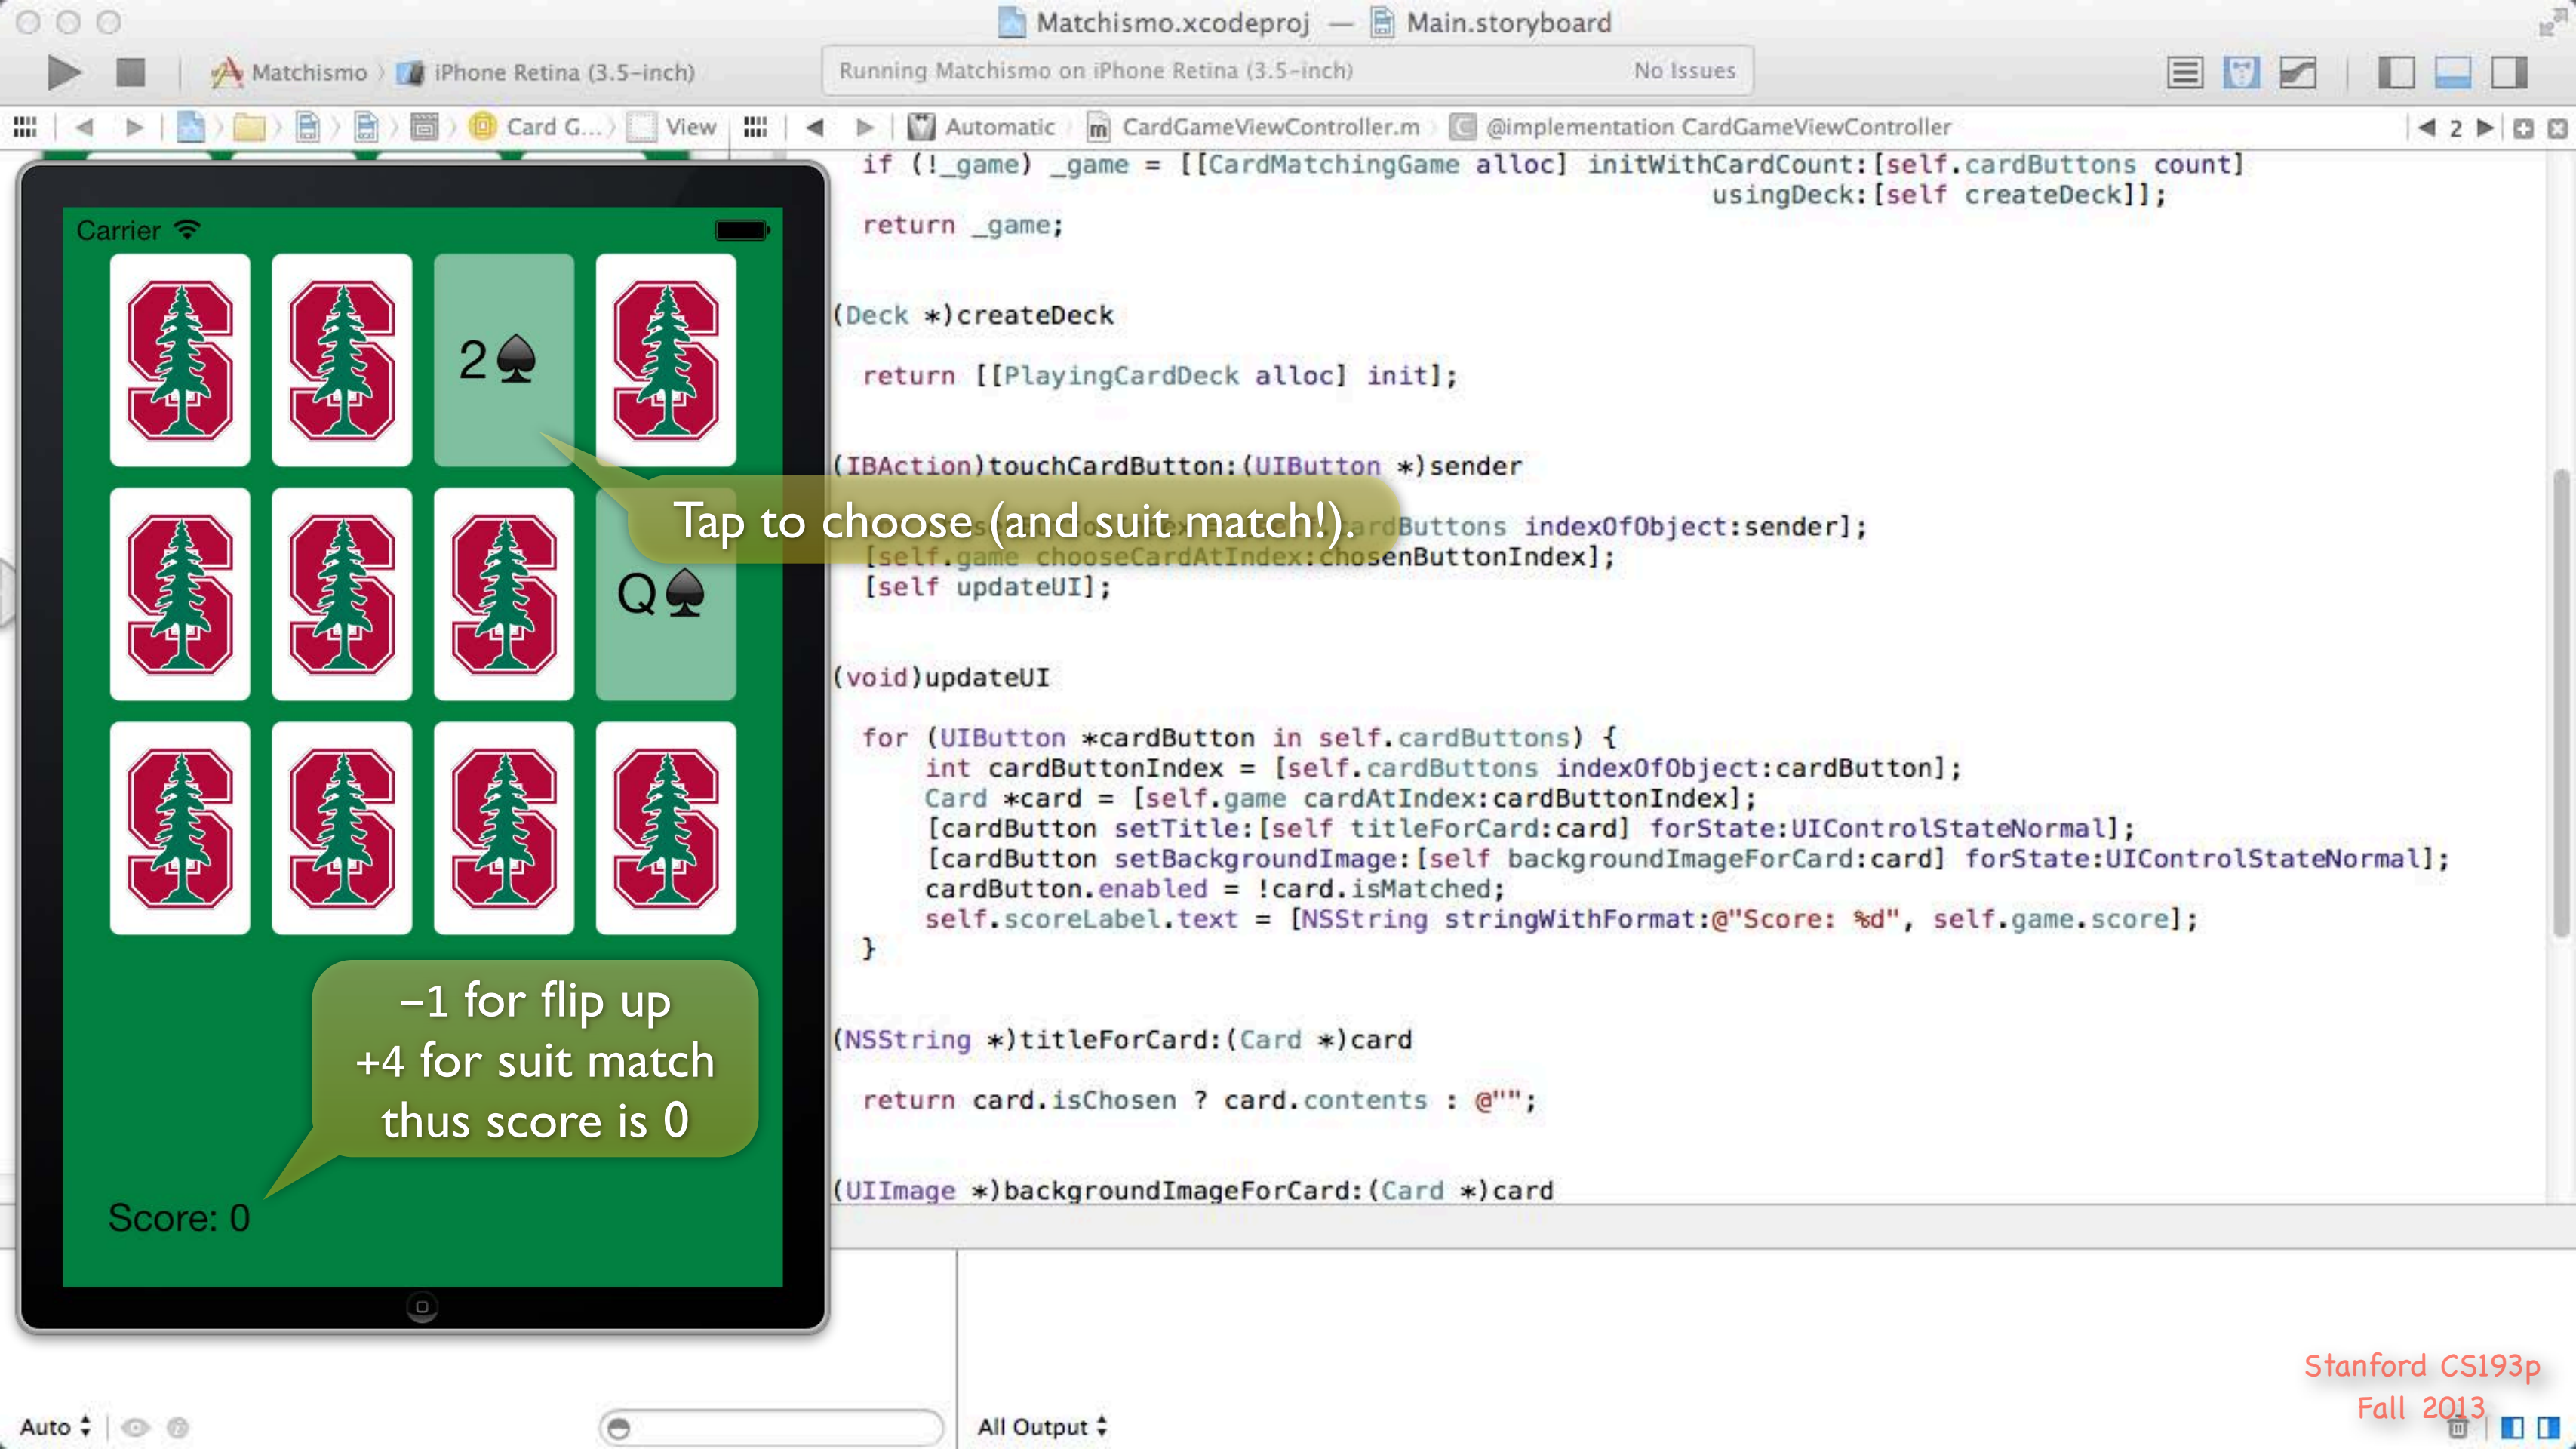 Matchismo.xcodeproj — Main.storyboard
Matchismo iPhone Retina (3.5-inch)
Running Matchismo on iPhone Retina (3.5-inch) No Issues
Card G... View
Automatic CardGameViewController.m @implementation CardGameViewController 2
if (!_game) _game = [[CardMatchingGame alloc] initWithCardCount:[self.cardButtons count]
usingDeck:[self createDeck]];
return _game;
(Deck *)createDeck
return [[PlayingCardDeck alloc] init];
(IBAction)touchCardButton:(UIButton *)sender
cardButtons indexOfObject:sender];
[self.game chooseCardAtIndex:chosenButtonIndex];
[self updateUI];
(void)updateUI
for (UIButton *cardButton in self.cardButtons) {
int cardButtonIndex = [self.cardButtons indexOfObject:cardButton];
Card *card = [self.game cardAtIndex:cardButtonIndex];
[cardButton setTitle:[self titleForCard:card] forState:UIControlStateNormal];
[cardButton setBackgroundImage:[self backgroundImageForCard:card] forState:UIControlStateNormal];
cardButton.enabled = !card.isMatched;
self.scoreLabel.text = [NSString stringWithFormat:@"Score: %d", self.game.score];
}
(NSString *)titleForCard:(Card *)card
return card.isChosen ? card.contents : @"";
(UIImage *)backgroundImageForCard:(Card *)card
Carrier
2♠
Tap to choose (and suit match!).
Q♠
–1 for flip up
+4 for suit match
thus score is 0
Score: 0
Auto
All Output
Stanford CS193p
Fall 2013